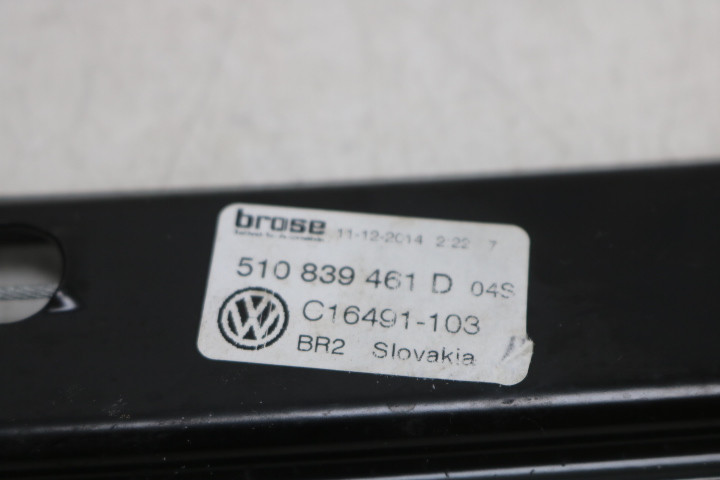 brose 11-12-2014 2:22 7
510 839 461 D 04S
C16491-103
BR2 Slovakia